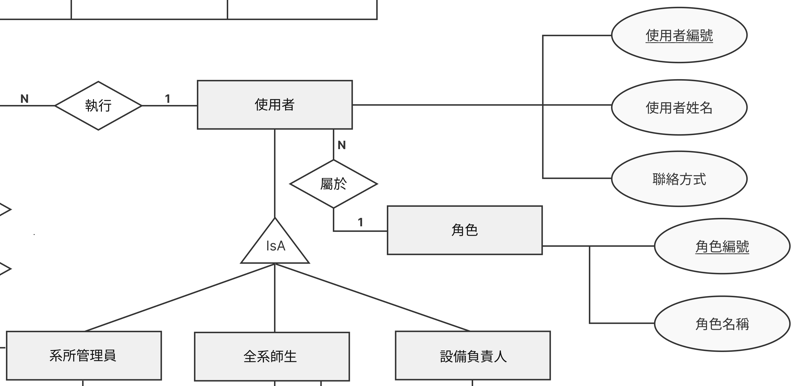 使用者編號
N
執行
1
使用者
使用者姓名
N
屬於
聯絡方式
1
角色
IsA
角色編號
角色名稱
系所管理員
全系師生
設備負責人